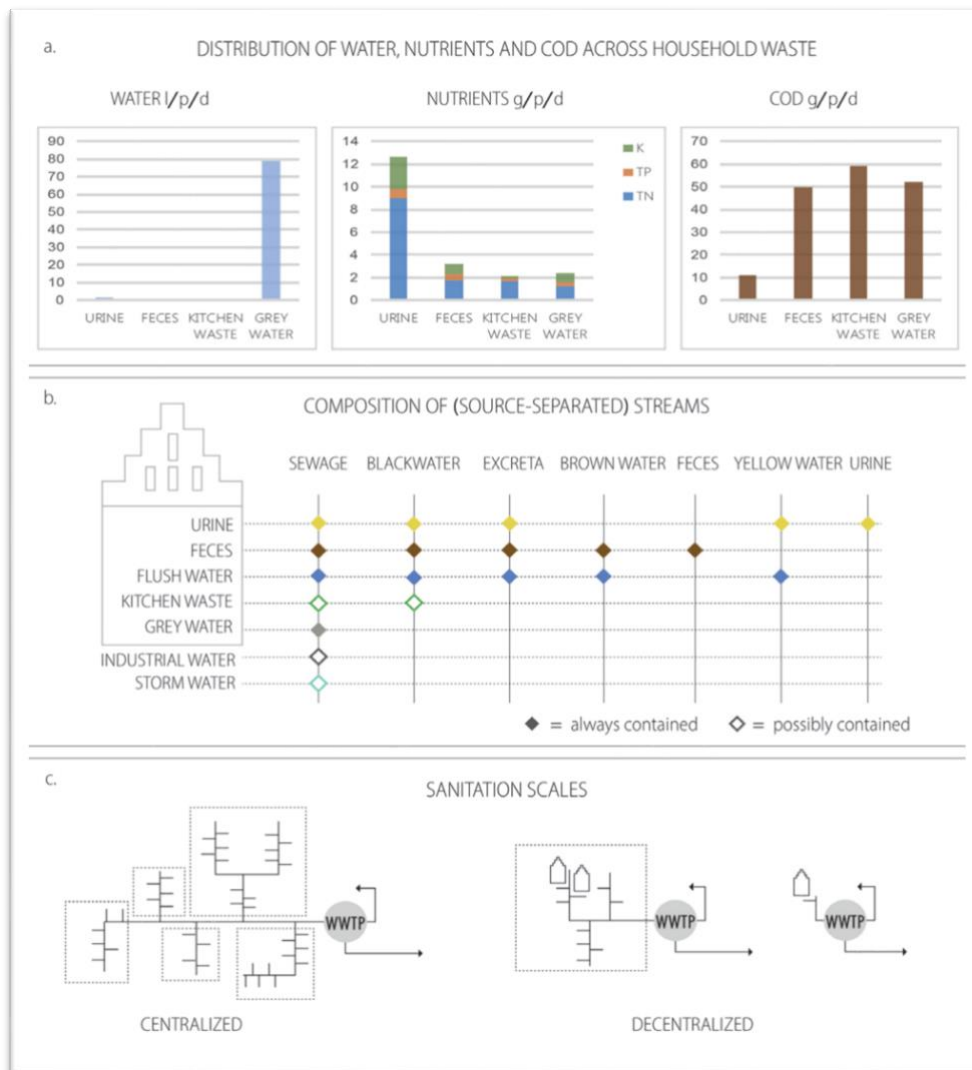 a.
DISTRIBUTION OF WATER, NUTRIENTS AND COD ACROSS HOUSEHOLD WASTE
WATER l/p/d
90
80
70
60
50
40
30
20
10
0
URINE FECES KITCHEN WASTE GREY WATER
NUTRIENTS g/p/d
14
12
10
8
6
4
2
0
K
TP
TN
URINE FECES KITCHEN WASTE GREY WATER
COD g/p/d
70
60
50
40
30
20
10
0
URINE FECES KITCHEN WASTE GREY WATER
b.
COMPOSITION OF (SOURCE-SEPARATED) STREAMS
SEWAGE BLACKWATER EXCRETA BROWN WATER FECES YELLOW WATER URINE
URINE
FECES
FLUSH WATER
KITCHEN WASTE
GREY WATER
INDUSTRIAL WATER
STORM WATER
= always contained = possibly contained
c.
SANITATION SCALES
WWTP WWTP WWTP
CENTRALIZED DECENTRALIZED